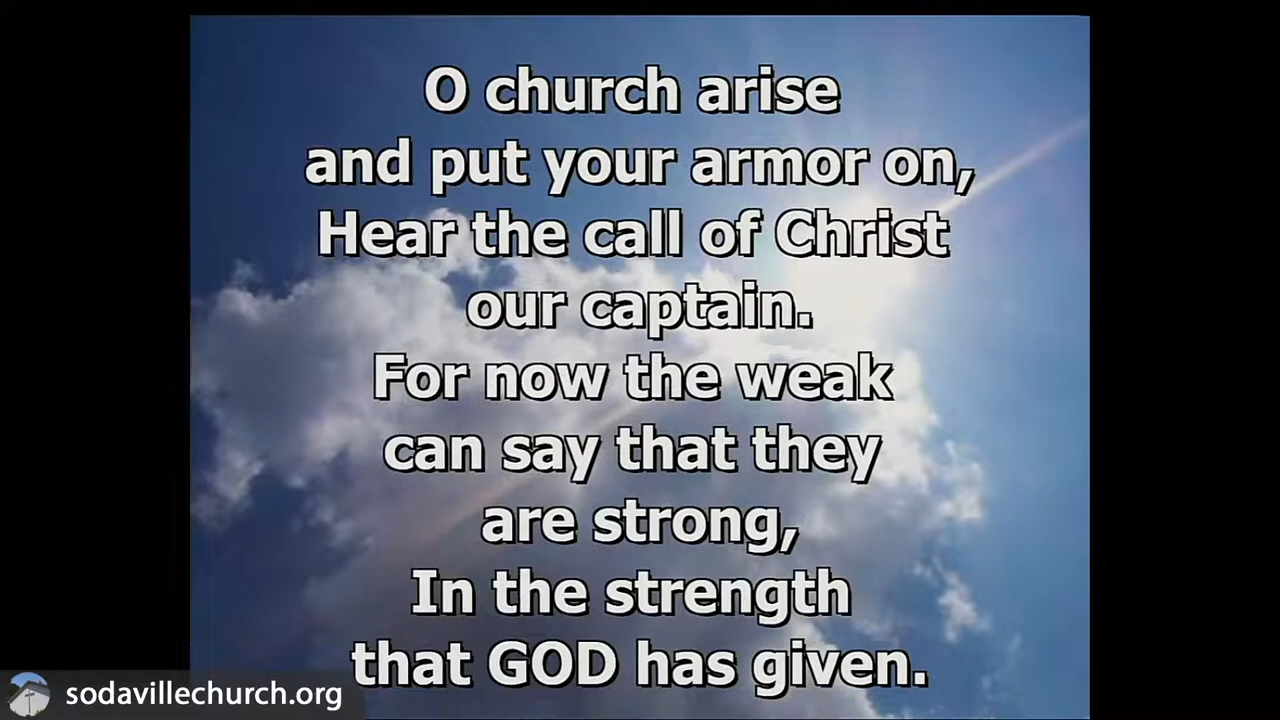 O church arise
and put your armor on,
Hear the call of Christ
our captain.
For now the weak
can say that they
are strong,
In the strength
that GOD has given.
sodavillechurch.org